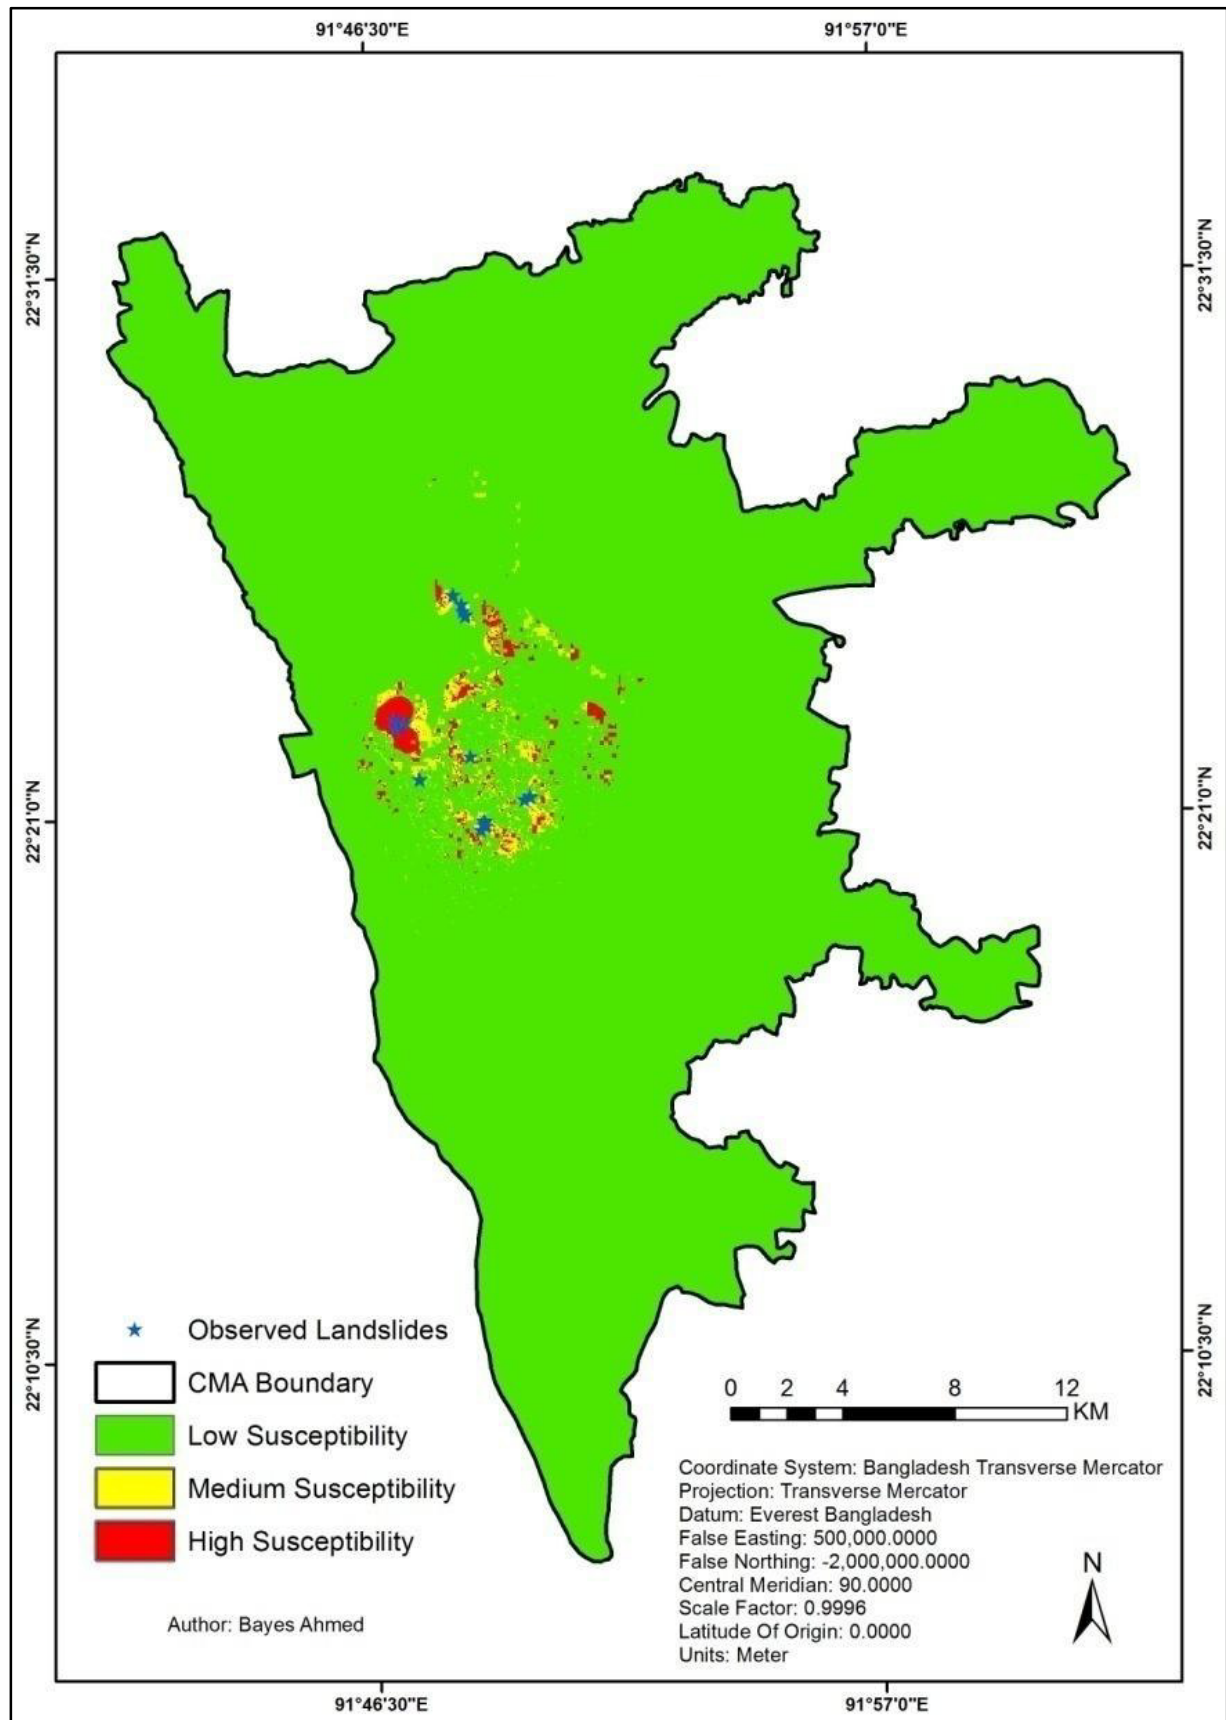 91°46'30"E
91°57'0"E
22°31'30"N
22°31'30"N
22°21'0"N
22°21'0"N
22°10'30"N
22°10'30"N
Observed Landslides
CMA Boundary
Low Susceptibility
Medium Susceptibility
High Susceptibility
Author: Bayes Ahmed
0 2 4 8 12
KM
Coordinate System: Bangladesh Transverse Mercator
Projection: Transverse Mercator
Datum: Everest Bangladesh
False Easting: 500,000.0000
False Northing: -2,000,000.0000
Central Meridian: 90.0000
Scale Factor: 0.9996
Latitude Of Origin: 0.0000
Units: Meter
N
91°46'30"E
91°57'0"E